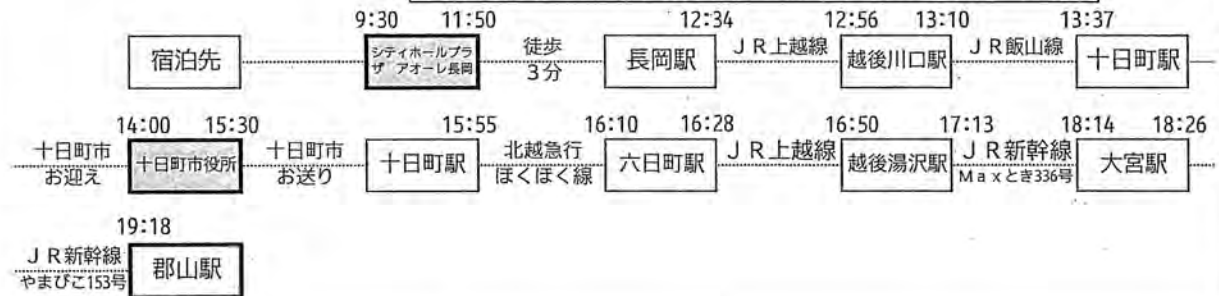 9:30 11:50 12:34 12:56 13:10 13:37
宿泊先 シティホールプラザ アオーレ長岡 徒歩 3分 長岡駅 JR上越線 越後川口駅 JR飯山線 十日町駅
14:00 15:30 15:55 16:10 16:28 16:50 17:13 18:14 18:26
十日町市 お迎え 十日町市役所 十日町市 お送り 十日町駅 北越急行 ほくほく線 六日町駅 JR上越線 越後湯沢駅 JR新幹線 Maxとき336号 大宮駅
19:18
JR新幹線 やまびこ153号 郡山駅